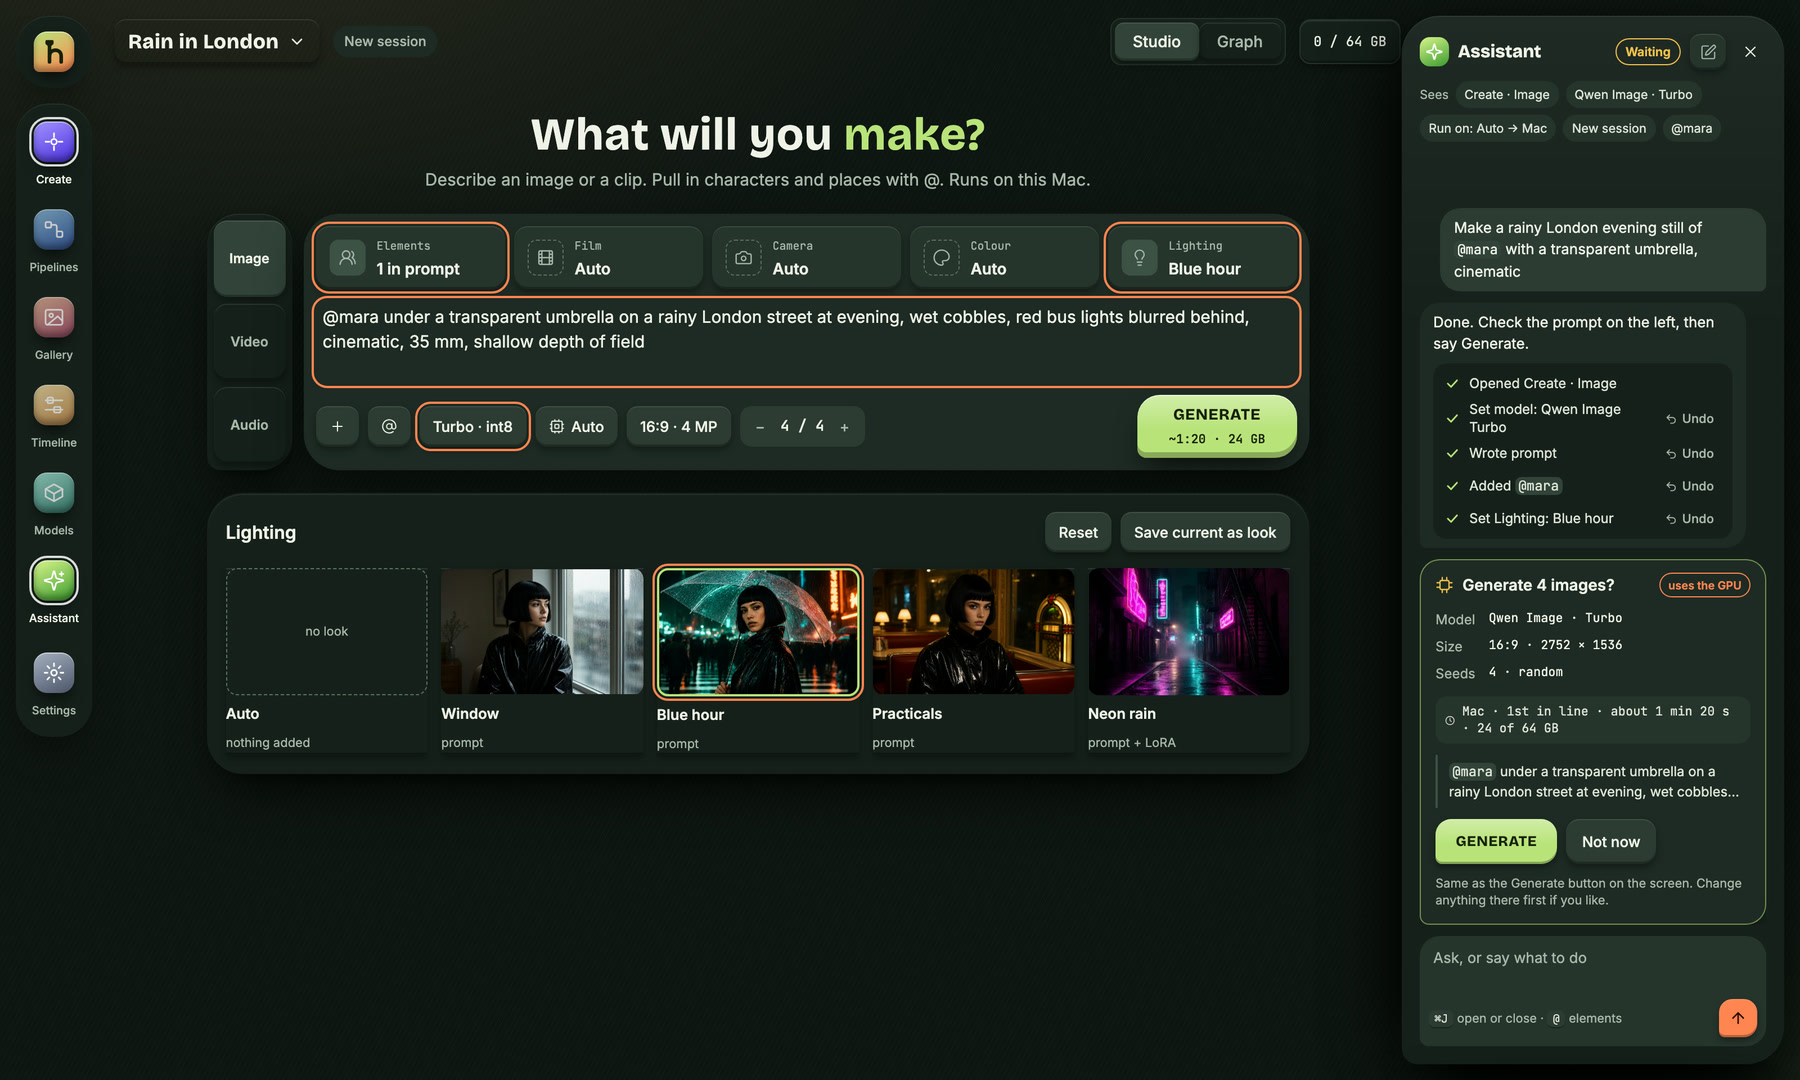 h
Rain in London
New session
Studio
Graph
0 / 64 GB
Create
Pipelines
Gallery
Timeline
Models
Assistant
Settings
What will you make?
Describe an image or a clip. Pull in characters and places with @. Runs on this Mac.
Image
Video
Audio
Elements
1 in prompt
Film
Auto
Camera
Auto
Colour
Auto
Lighting
Blue hour
@mara under a transparent umbrella on a rainy London street at evening, wet cobbles, red bus lights blurred behind,
cinematic, 35 mm, shallow depth of field
+
@
Turbo · int8
Auto
16:9 · 4 MP
− 4 / 4 +
GENERATE
~1:20 · 24 GB
Lighting
Reset
Save current as look
no look
Auto
nothing added
Window
prompt
Blue hour
prompt
Practicals
prompt
Neon rain
prompt + LoRA
Assistant
Waiting
Sees
Create · Image
Qwen Image · Turbo
Run on: Auto → Mac
New session
@mara
Make a rainy London evening still of
@mara with a transparent umbrella,
cinematic
Done. Check the prompt on the left, then
say Generate.
Opened Create · Image
Set model: Qwen Image
Turbo
Undo
Wrote prompt
Undo
Added @mara
Undo
Set Lighting: Blue hour
Undo
Generate 4 images?
uses the GPU
Model Qwen Image · Turbo
Size 16:9 · 2752 × 1536
Seeds 4 · random
Mac · 1st in line · about 1 min 20 s
· 24 of 64 GB
@mara under a transparent umbrella on a
rainy London street at evening, wet cobbles...
GENERATE
Not now
Same as the Generate button on the screen. Change
anything there first if you like.
Ask, or say what to do
⌘J open or close · @ elements